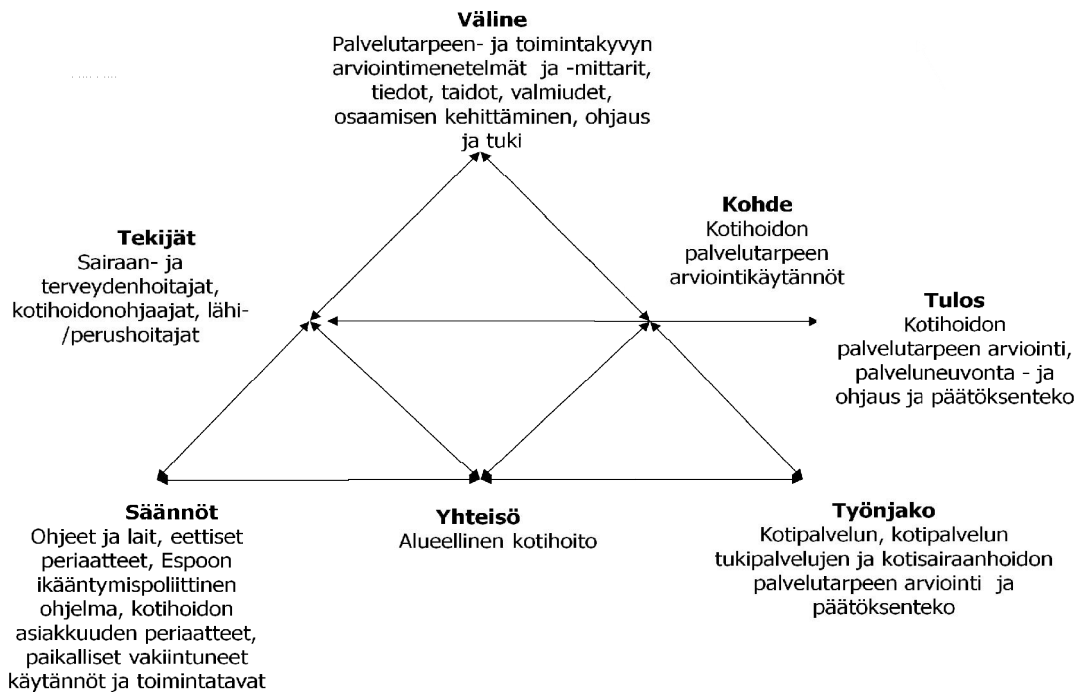 Väline
Palvelutarpeen- ja toimintakyvyn
arviointimenetelmät ja -mittarit,
tiedot, taidot, valmiudet,
osaamisen kehittäminen, ohjaus
ja tuki
Tekijät
Sairaan- ja
terveydenhoitajat,
kotihoidonohjaajat, lähi-
/perushoitajat
Kohde
Kotihoidon
palvelutarpeen
arviointikäytännöt
Tulos
Kotihoidon
palvelutarpeen arviointi,
palveluneuvonta - ja
ohjaus ja päätöksenteko
Säännöt
Ohjeet ja lait, eettiset
periaatteet, Espoon
ikääntymispoliittinen
ohjelma, kotihoidon
asiakkuuden periaatteet,
paikalliset vakiintuneet
käytännöt ja toimintatavat
Yhteisö
Alueellinen kotihoito
Työnjako
Kotipalvelun, kotipalvelun
tukipalvelujen ja kotisairaanhoidon
palvelutarpeen arviointi ja
päätöksenteko